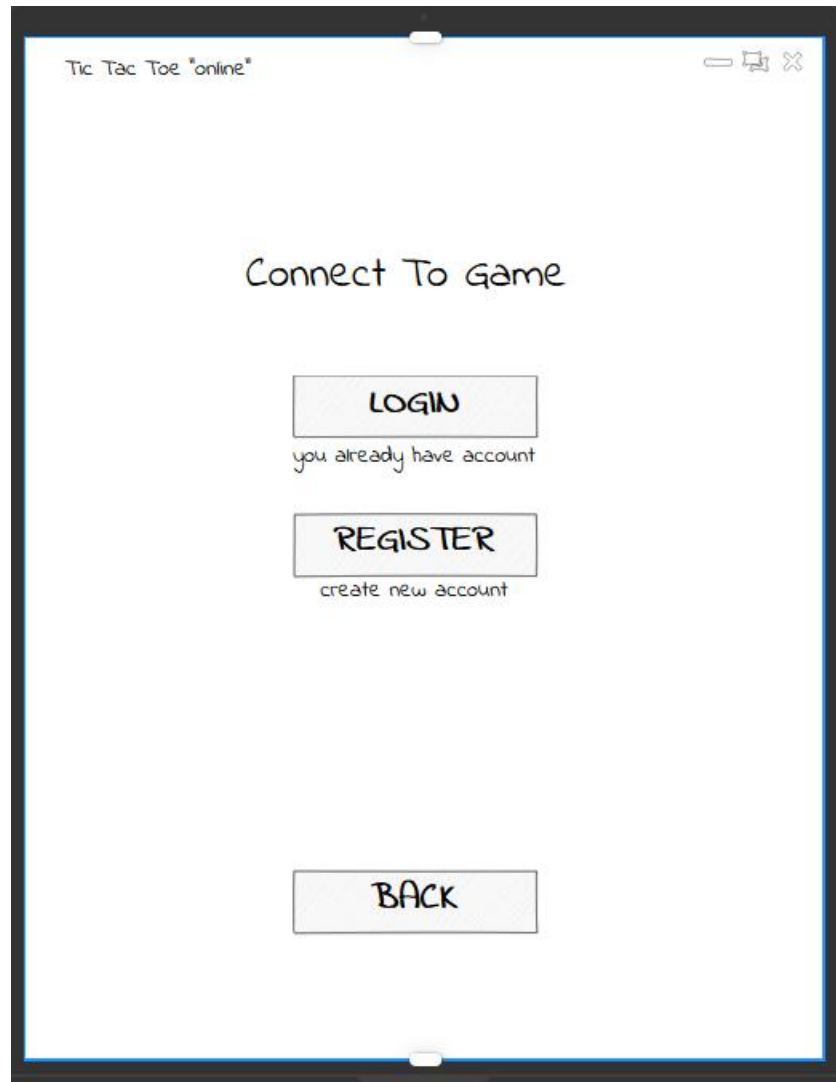 Tic Tac Toe "online"
Connect To Game
LOGIN
you already have account
REGISTER
create new account
BACK